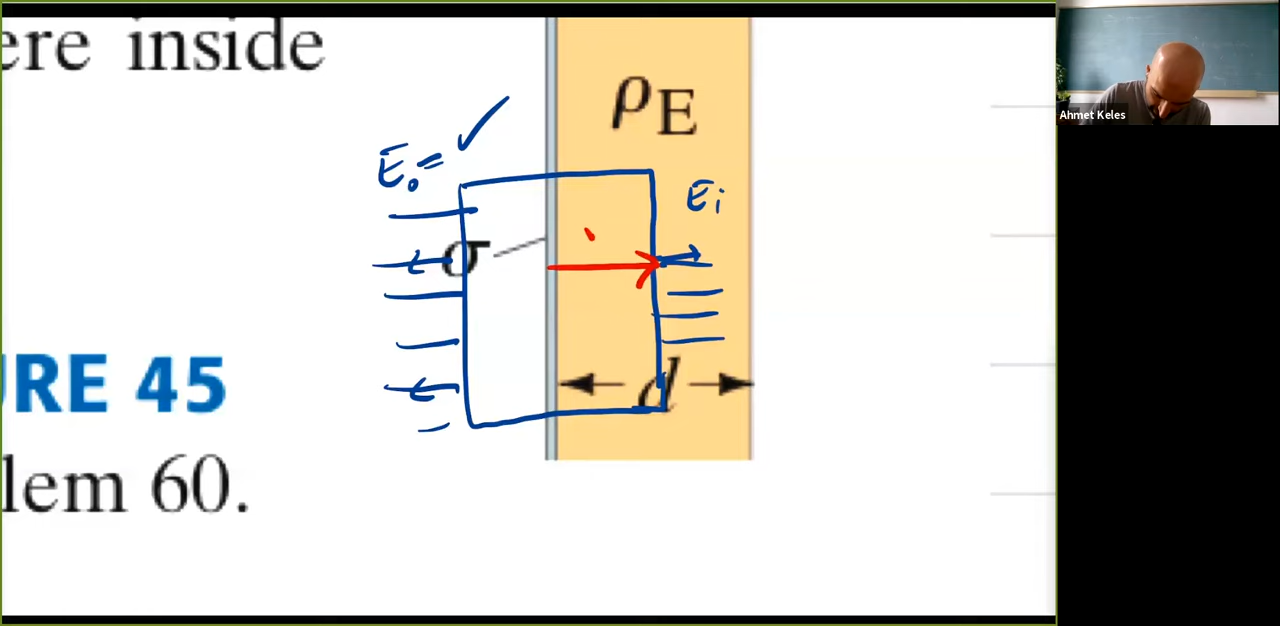 ere inside
ρE
E₀= ✓
Ei
σ
d
URE 45
lem 60.
Ahmet Keles